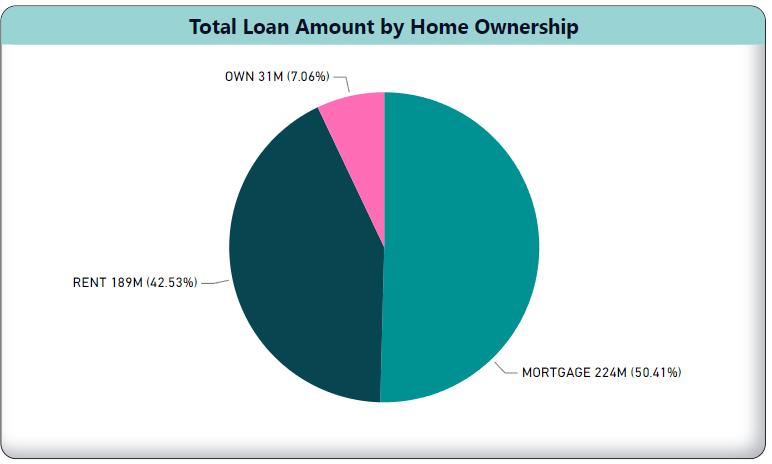 Total Loan Amount by Home Ownership
OWN 31M (7.06%)
RENT 189M (42.53%)
MORTGAGE 224M (50.41%)